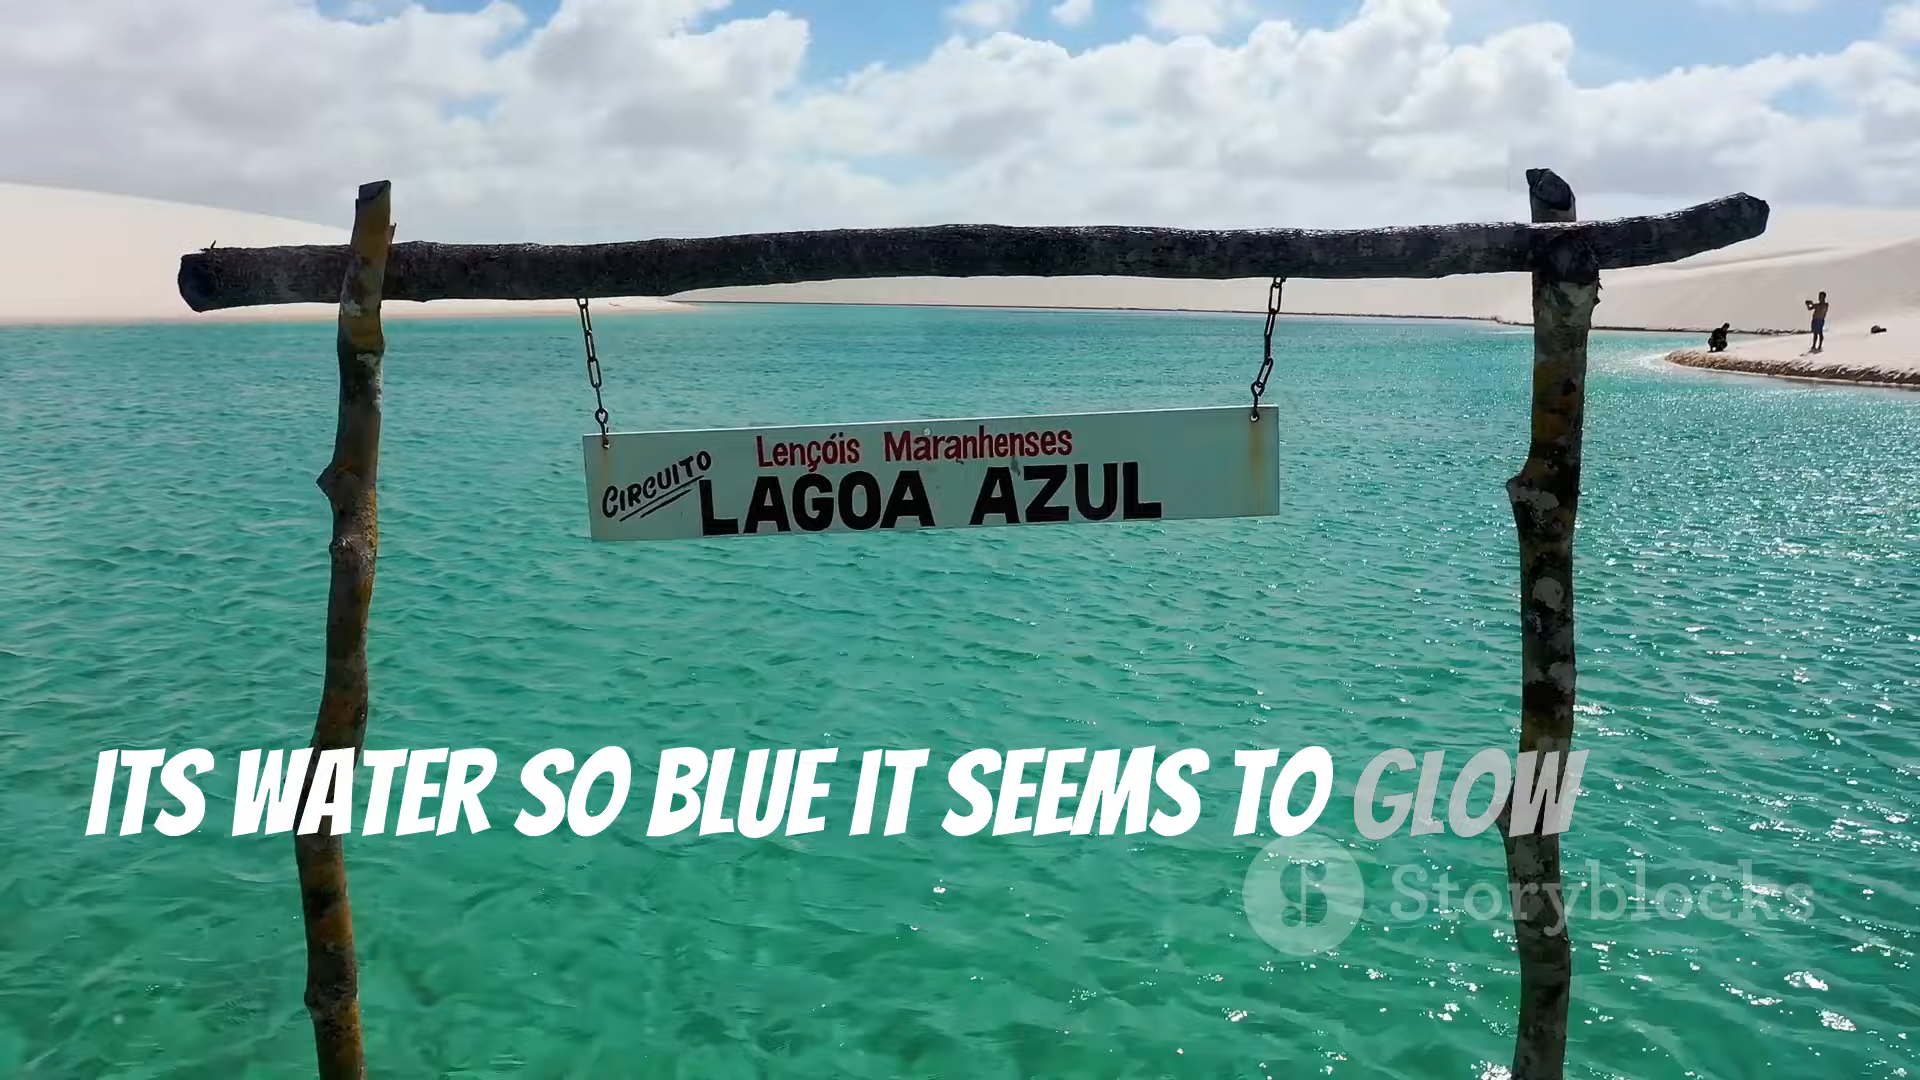 Lençóis Maranhenses
CIRCUITO
LAGOA AZUL
ITS WATER SO BLUE IT SEEMS TO GLOW
Storyblocks